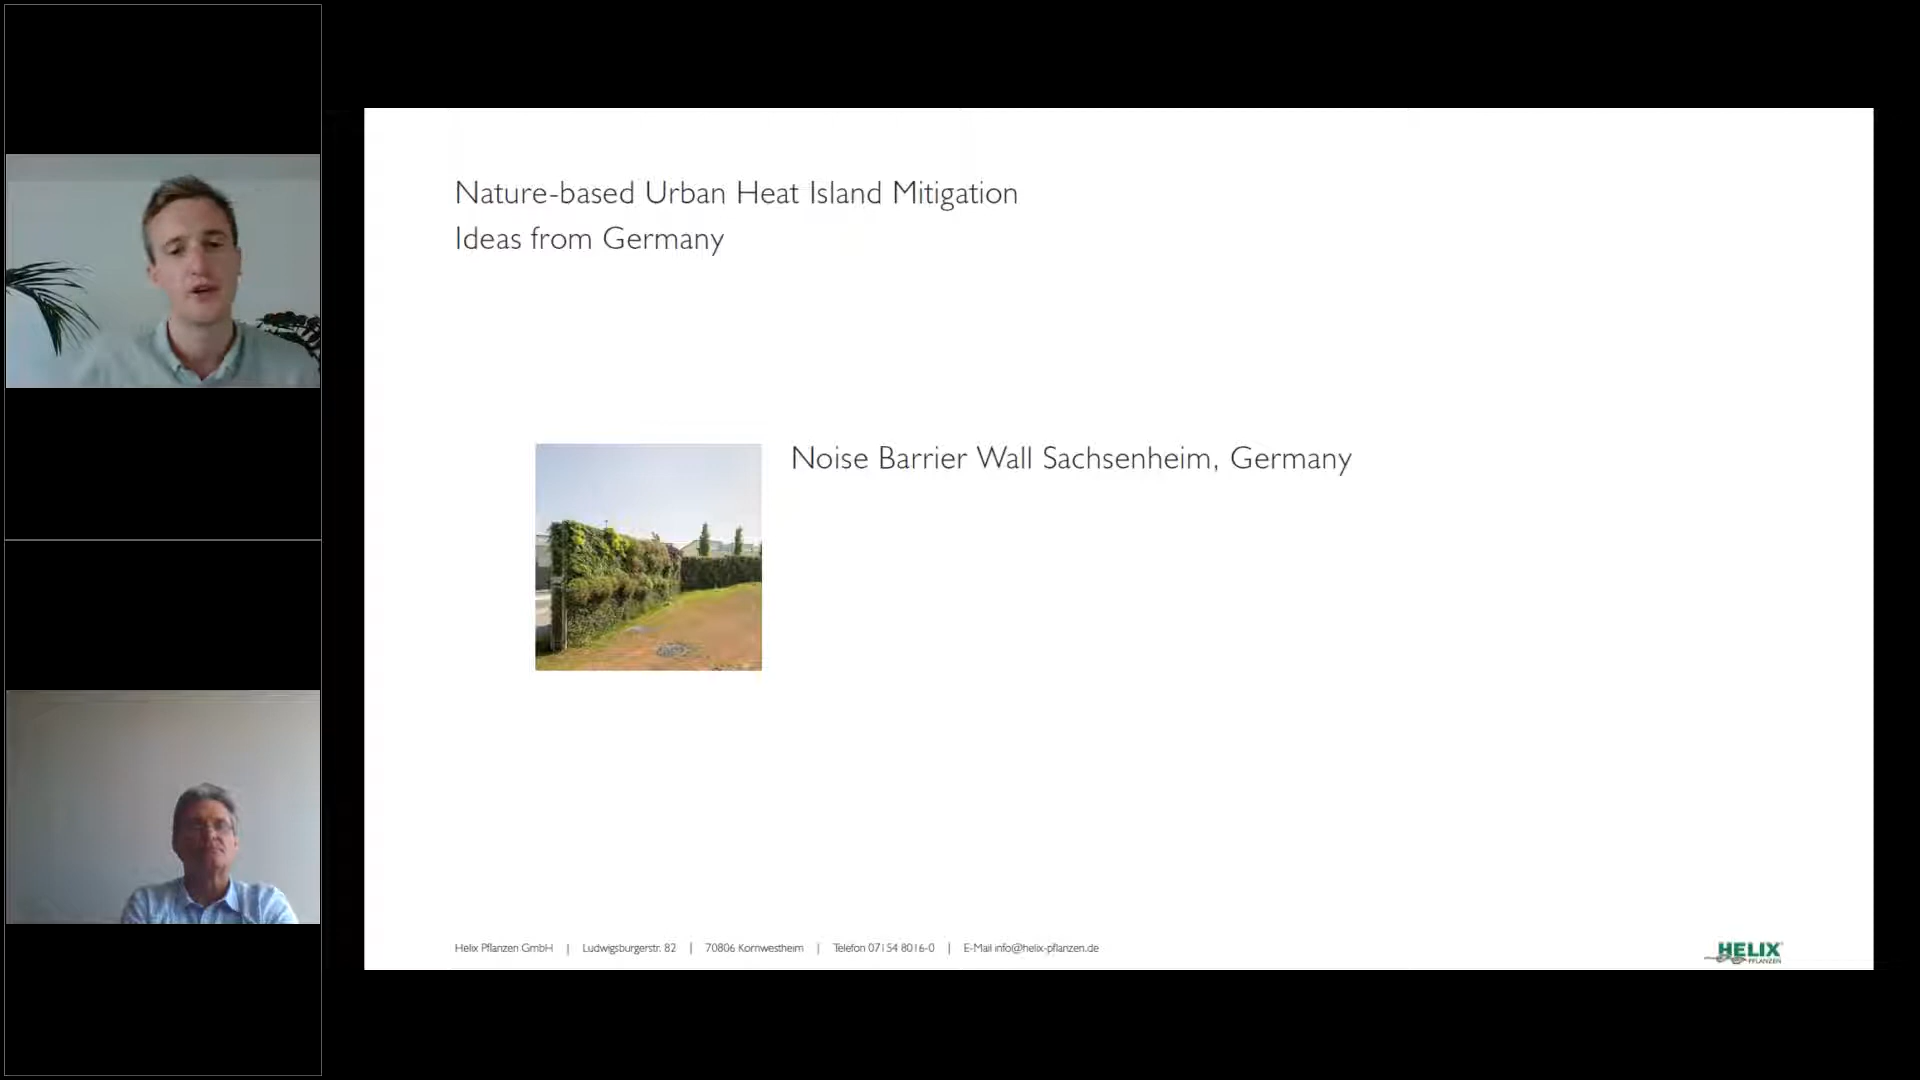 Nature-based Urban Heat Island Mitigation
Ideas from Germany
Noise Barrier Wall Sachsenheim, Germany
Helix Pflanzen GmbH | Ludwigsburgerstr. 82 | 70806 Kornwestheim | Telefon 07154 8016-0 | E-Mail info@helix-pflanzen.de
HELIX
PFLANZEN